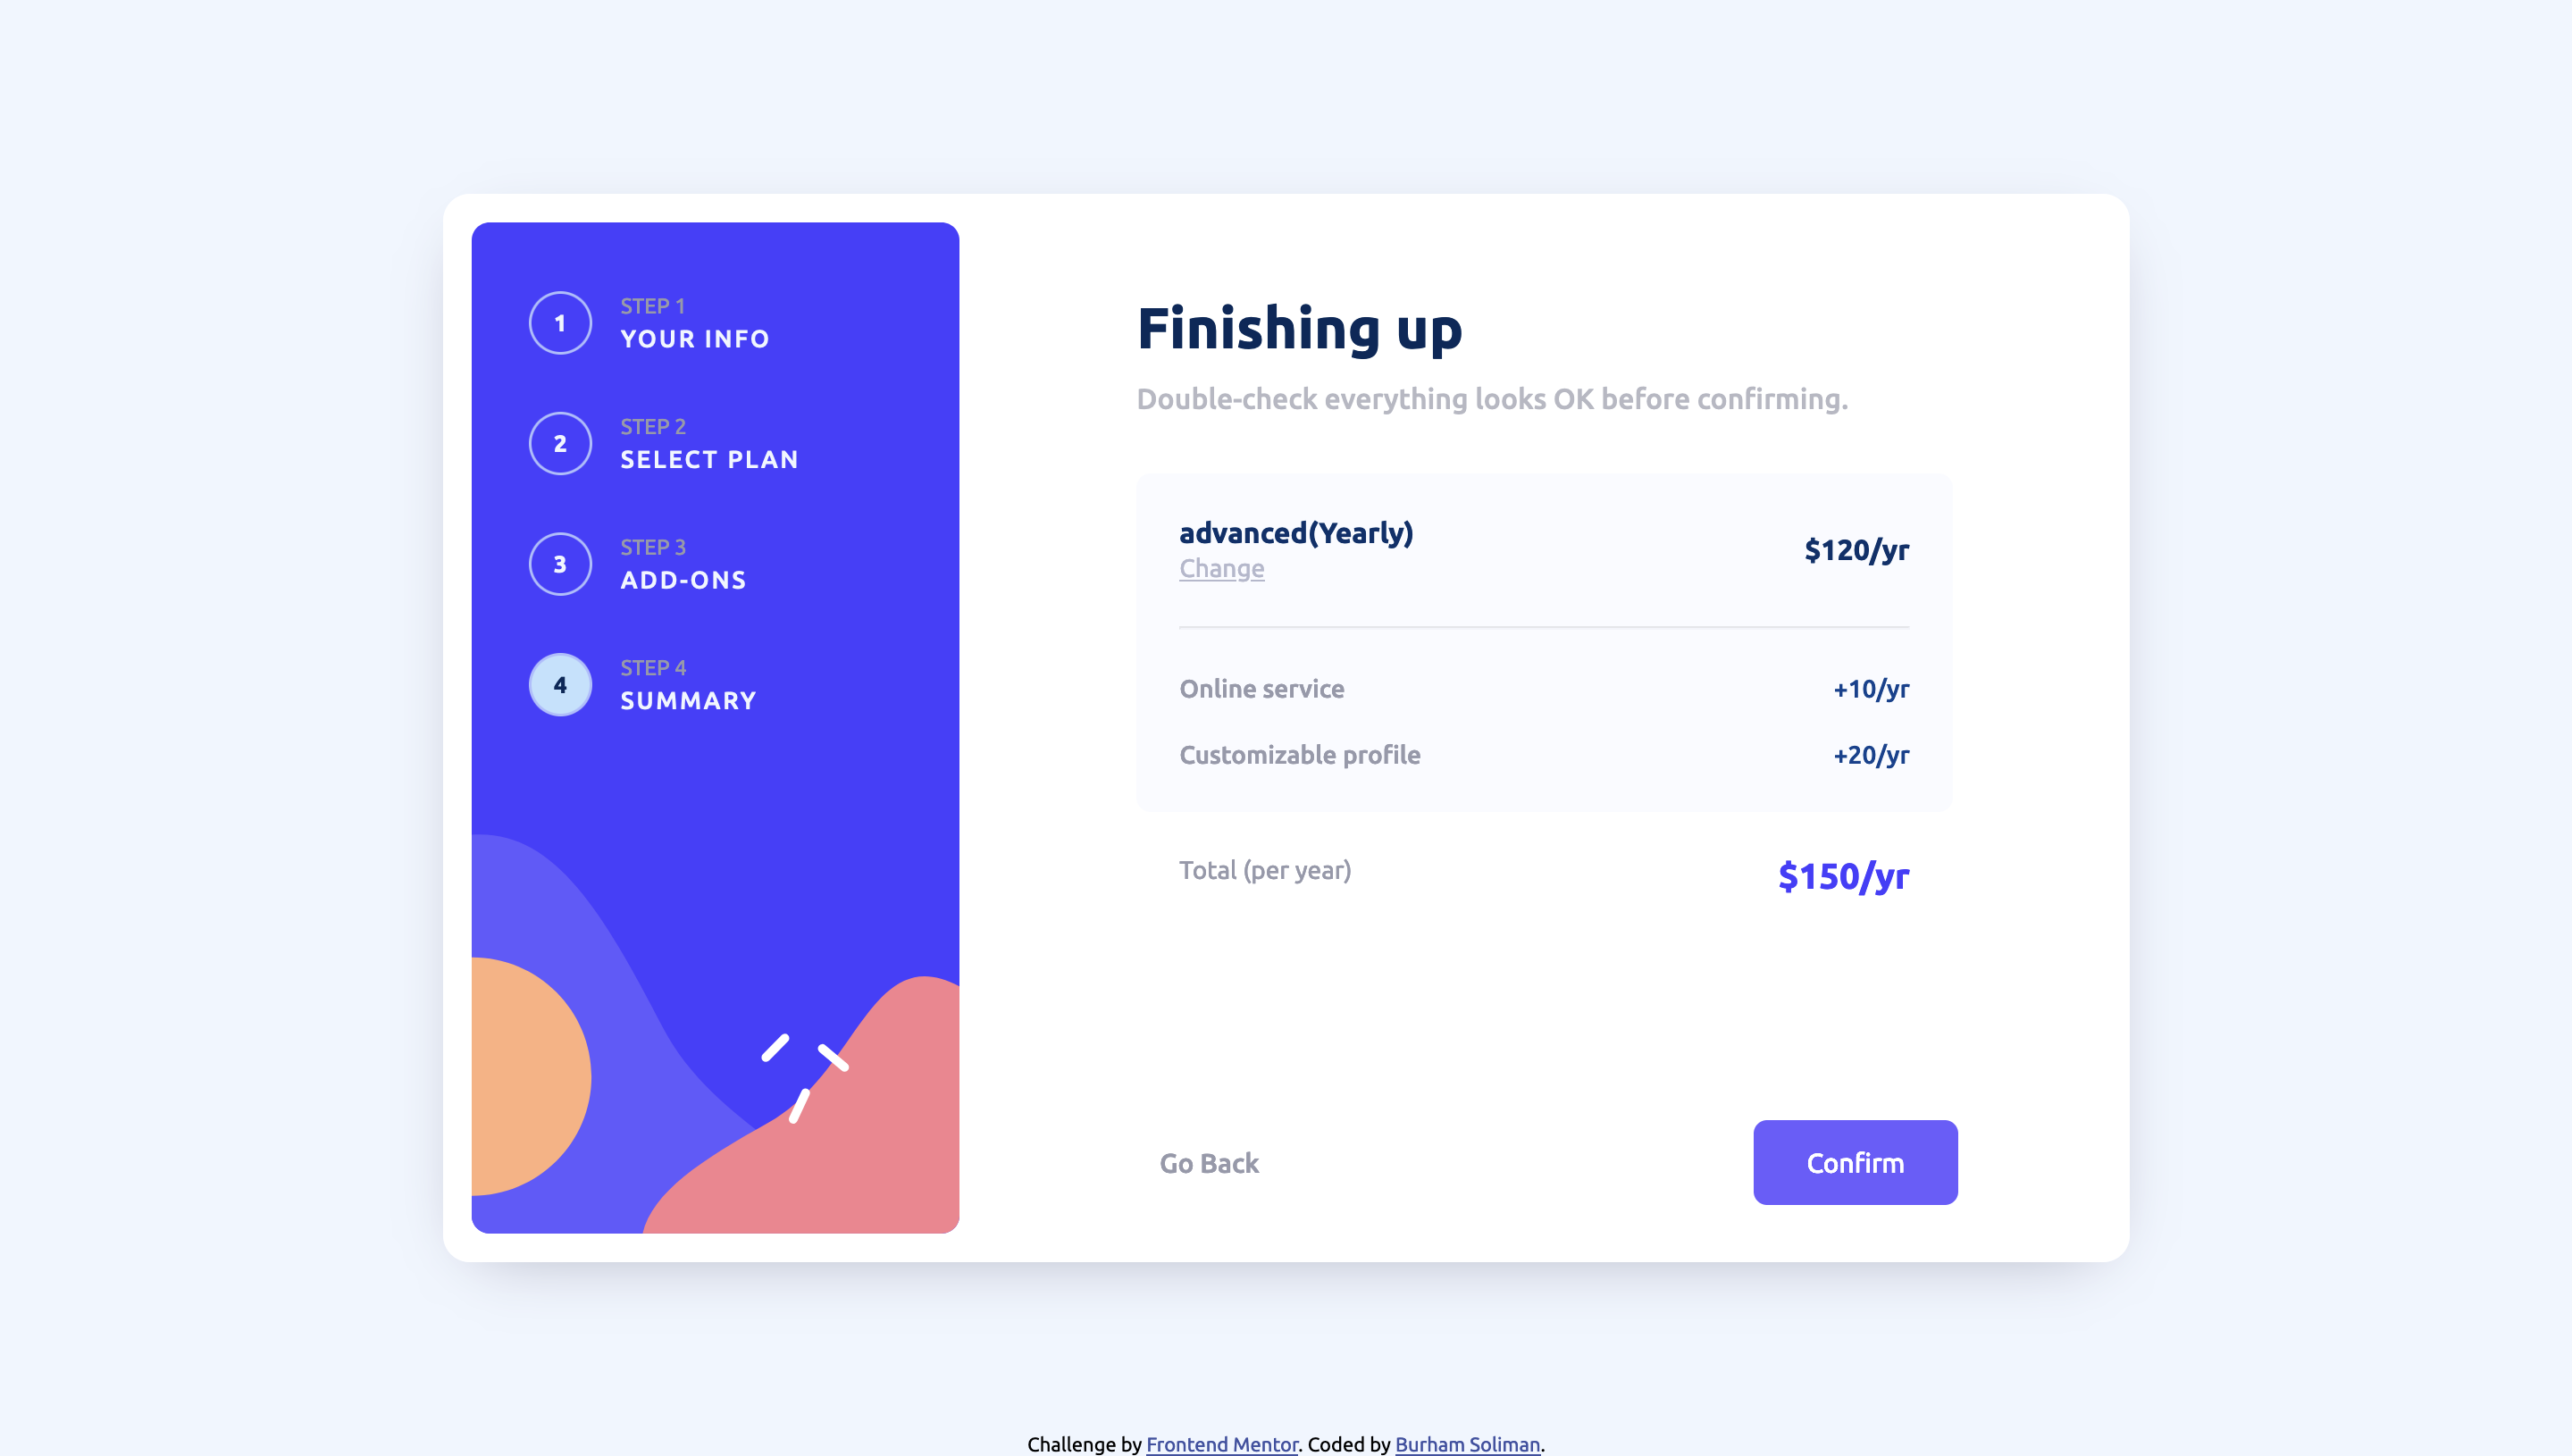 1
STEP 1
YOUR INFO
2
STEP 2
SELECT PLAN
3
STEP 3
ADD-ONS
4
STEP 4
SUMMARY
Finishing up
Double-check everything looks OK before confirming.
advanced(Yearly)
Change
$120/yr
Online service
+10/yr
Customizable profile
+20/yr
Total (per year)
$150/yr
Go Back
Confirm
Challenge by Frontend Mentor. Coded by Burham Soliman.